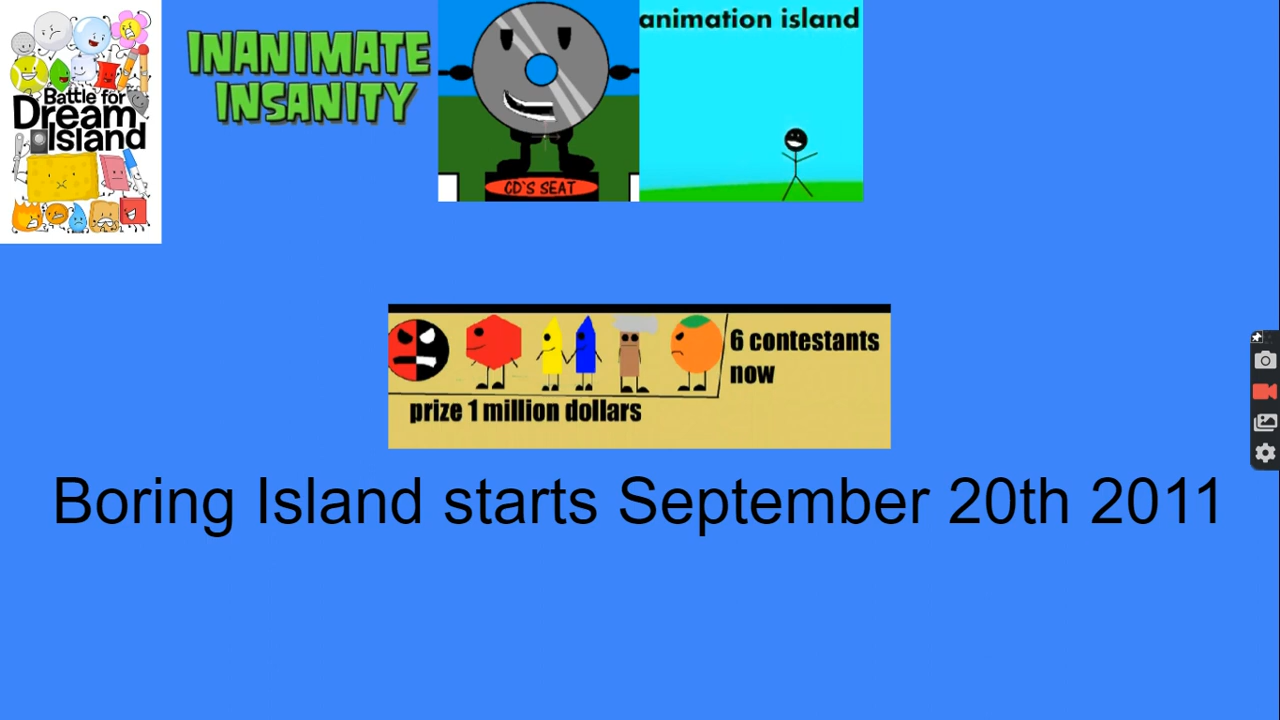 Battle for
Dream
Island
INANIMATE
INSANITY
CD`S SEAT
animation island
6 contestants
now
prize 1 million dollars
Boring Island starts September 20th 2011